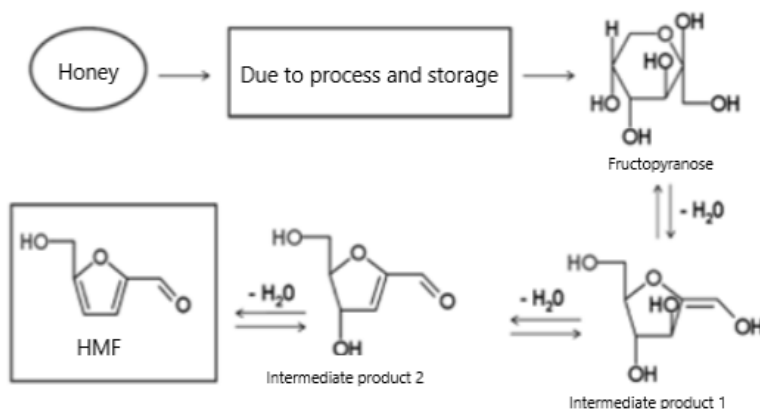 Honey
Due to process and storage
H
O
OH
HO
HO
OH
OH
Fructopyranose
- H₂O
HO
O
O
HMF
- H₂O
HO
O
O
OH
Intermediate product 2
- H₂O
HO
O
HO
OH
OH
Intermediate product 1